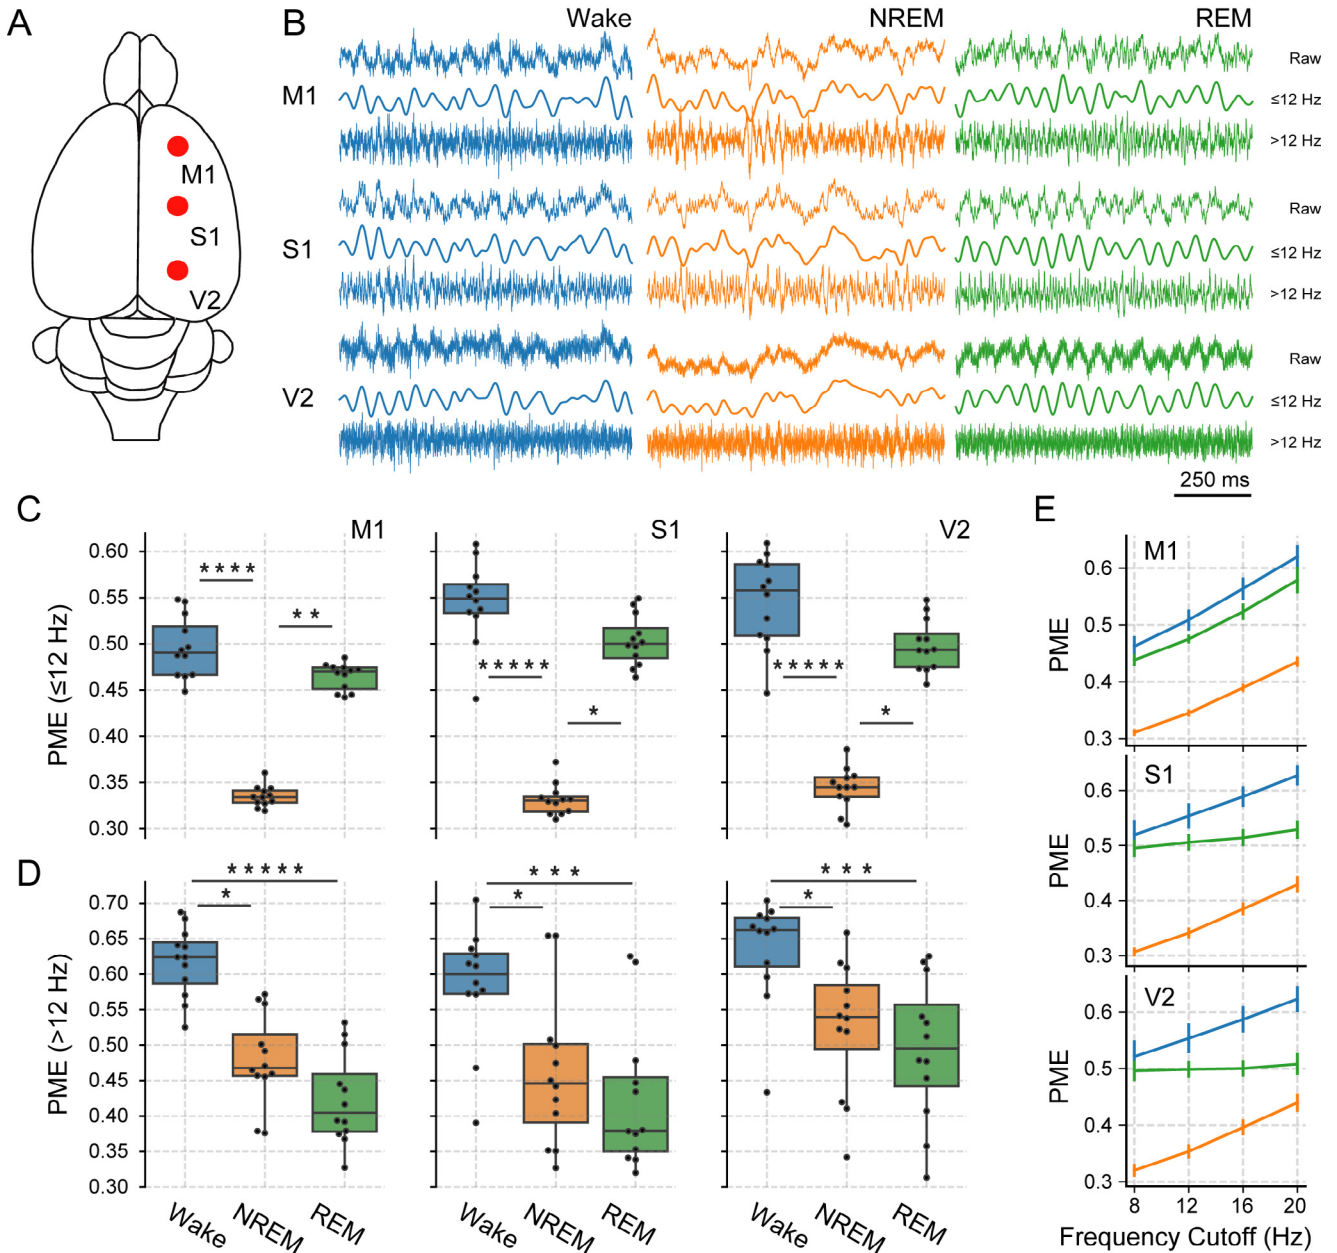 A
M1
S1
V2
B
Wake
NREM
REM
M1
Raw
≤12 Hz
>12 Hz
S1
Raw
≤12 Hz
>12 Hz
V2
Raw
≤12 Hz
>12 Hz
250 ms
C
M1
S1
V2
PME (≤12 Hz)
0.60
0.55
0.50
0.45
0.40
0.35
0.30
****
**
*****
*
*****
*
D
PME (>12 Hz)
0.70
0.65
0.60
0.55
0.50
0.45
0.40
0.35
0.30
*****
*
***
*
***
*
Wake NREM REM
Wake NREM REM
Wake NREM REM
E
M1
PME
0.6
0.5
0.4
0.3
S1
PME
0.6
0.5
0.4
0.3
V2
PME
0.6
0.5
0.4
0.3
8 12 16 20
Frequency Cutoff (Hz)